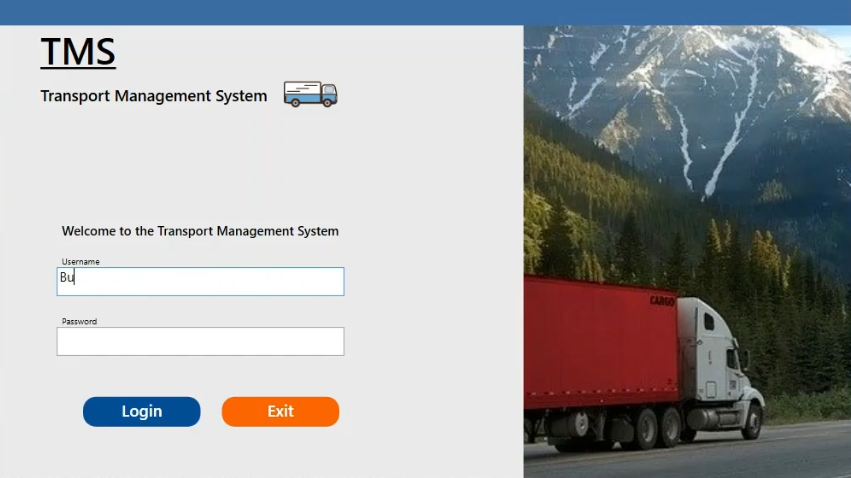 TMS
Transport Management System
Welcome to the Transport Management System
Username
Bu
Password
Login
Exit
CARGO